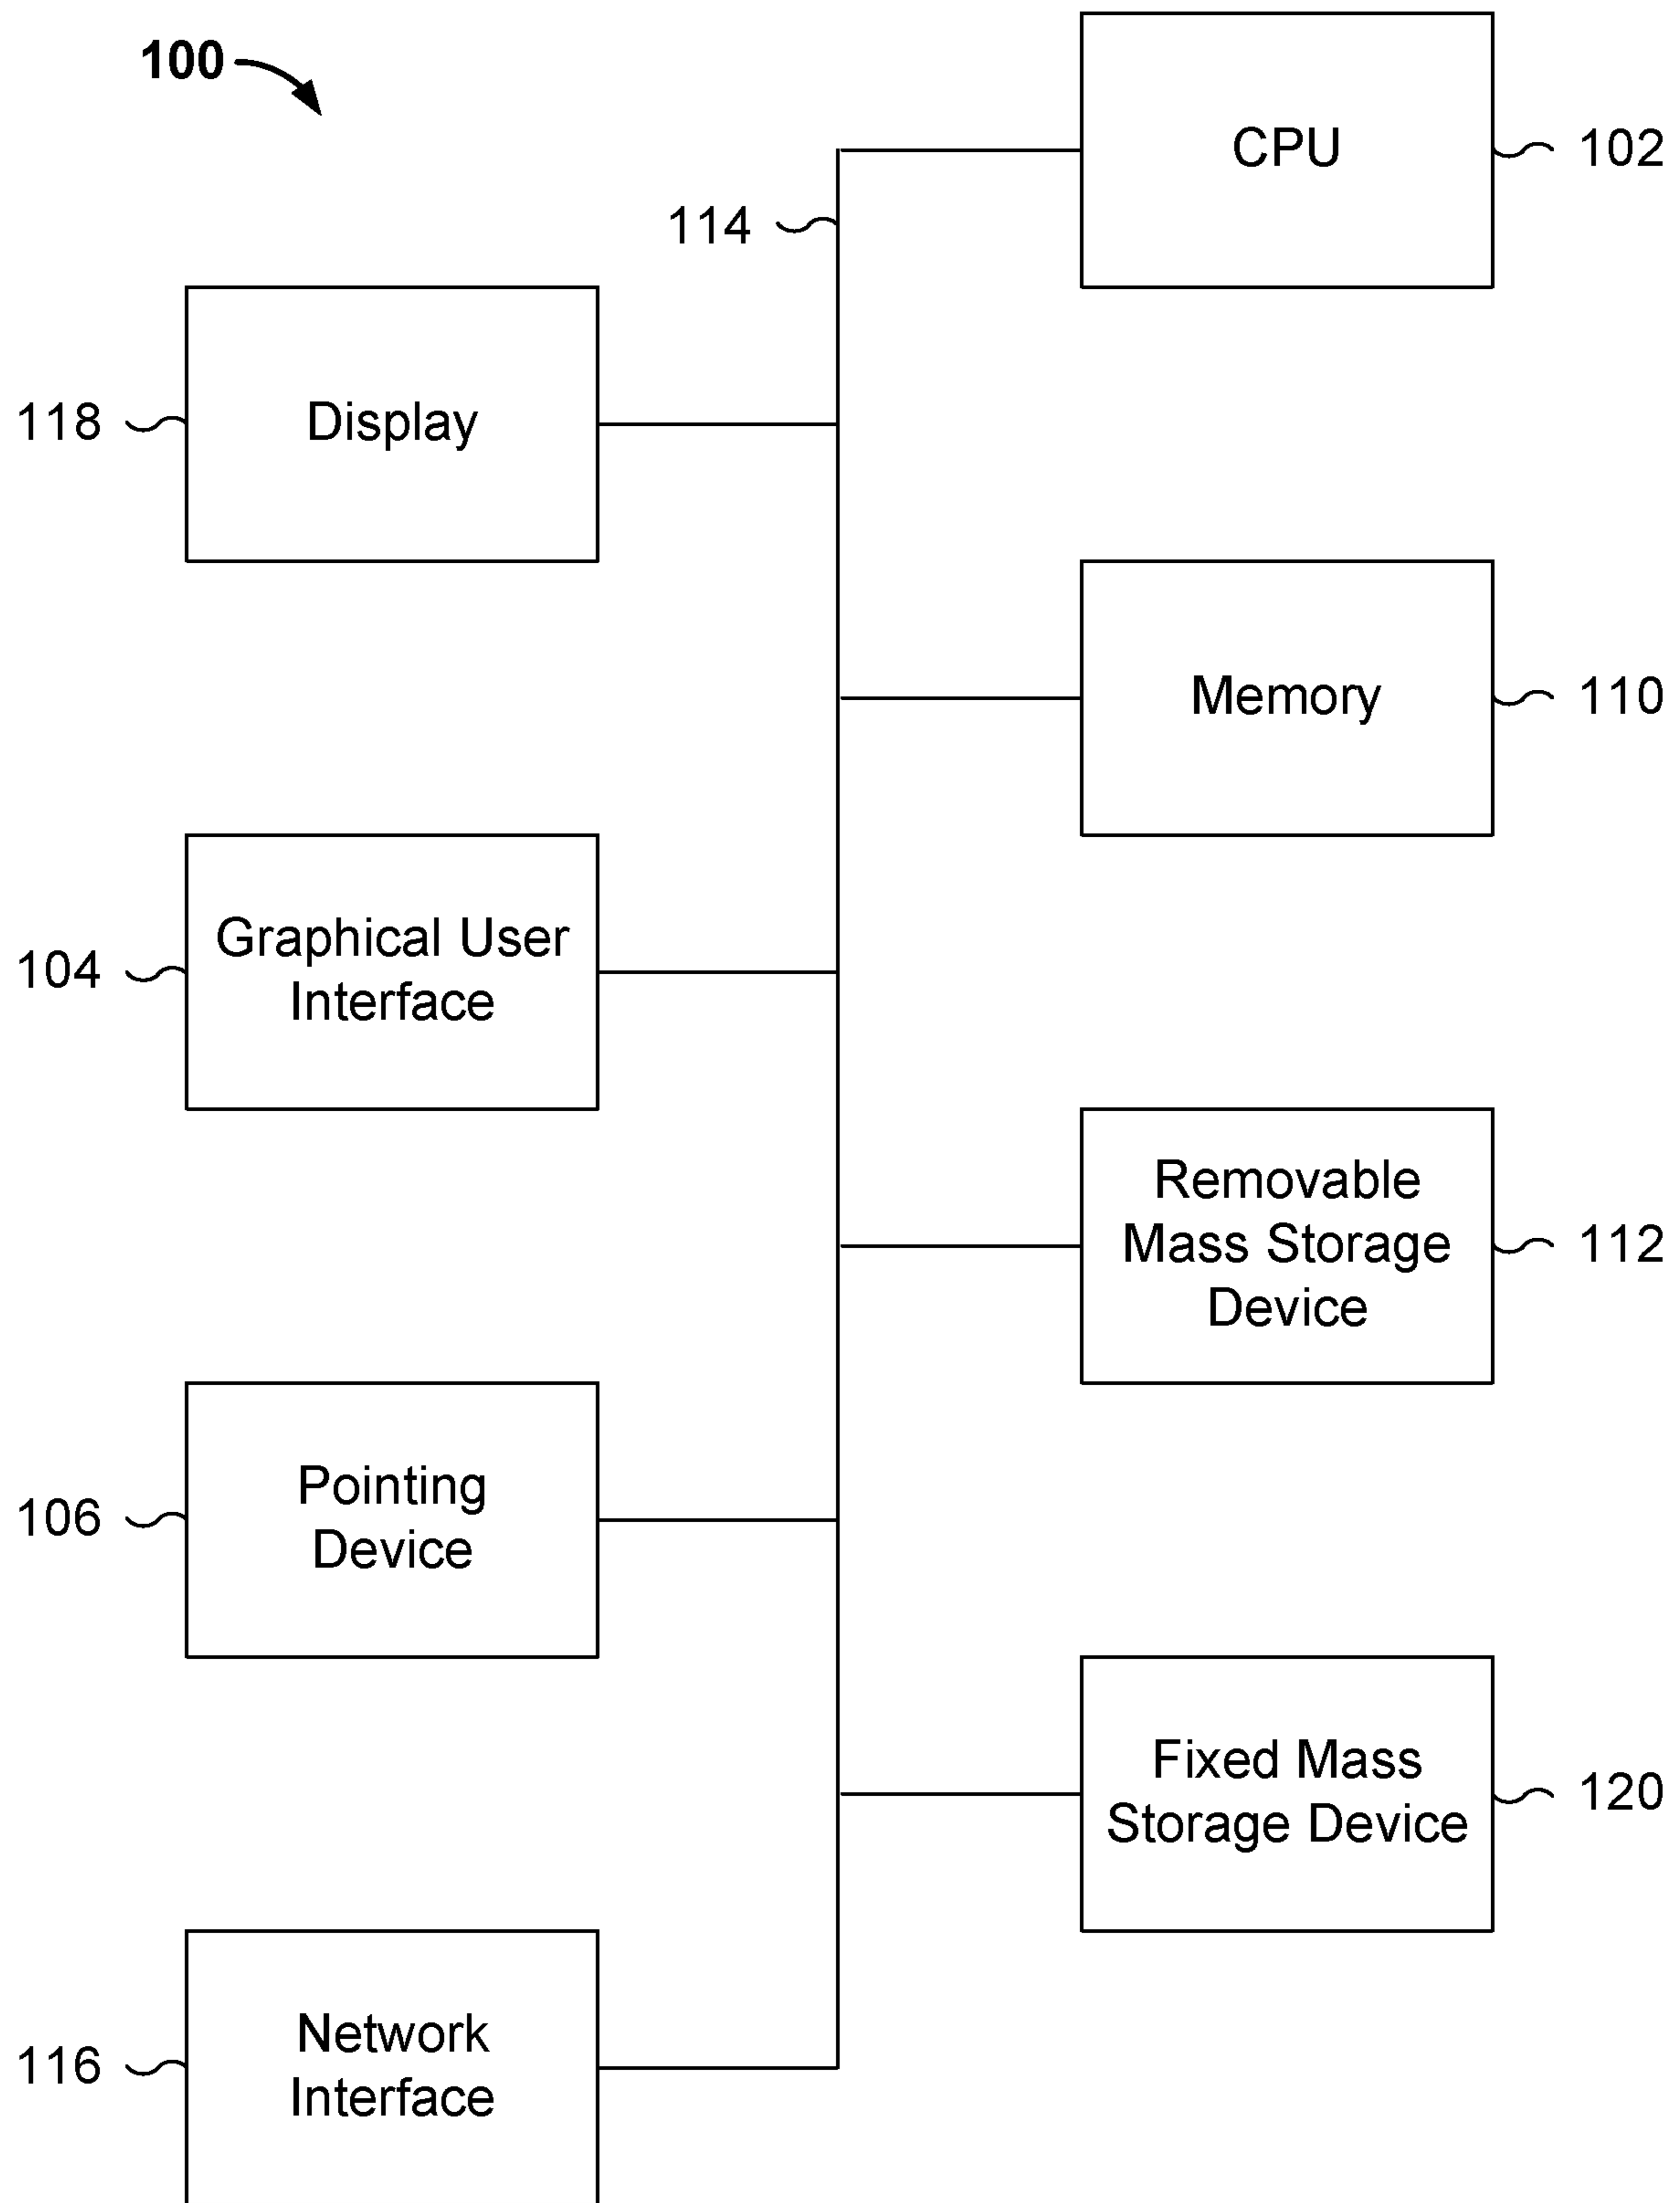 100
CPU
102
114
118
Display
Memory
110
104
Graphical User
Interface
Removable
Mass Storage
Device
112
106
Pointing
Device
Fixed Mass
Storage Device
120
116
Network
Interface